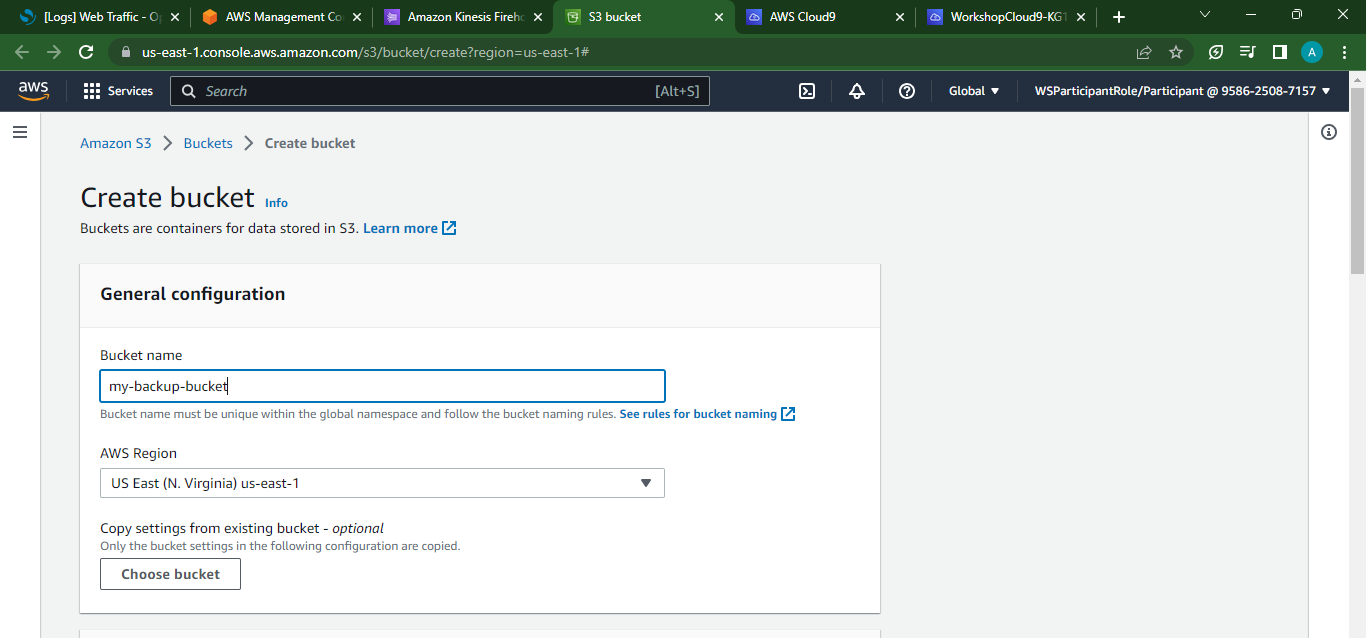 [Logs] Web Traffic - Op
AWS Management Co
Amazon Kinesis Fireho
S3 bucket
AWS Cloud9
WorkshopCloud9-KG1
us-east-1.console.aws.amazon.com/s3/bucket/create?region=us-east-1#
A
aws
Services
Search
[Alt+S]
Global
WSParticipantRole/Participant @ 9586-2508-7157
Amazon S3
Buckets
Create bucket
Create bucket Info
Buckets are containers for data stored in S3. Learn more
General configuration
Bucket name
my-backup-bucket
Bucket name must be unique within the global namespace and follow the bucket naming rules. See rules for bucket naming
AWS Region
US East (N. Virginia) us-east-1
Copy settings from existing bucket - optional
Only the bucket settings in the following configuration are copied.
Choose bucket